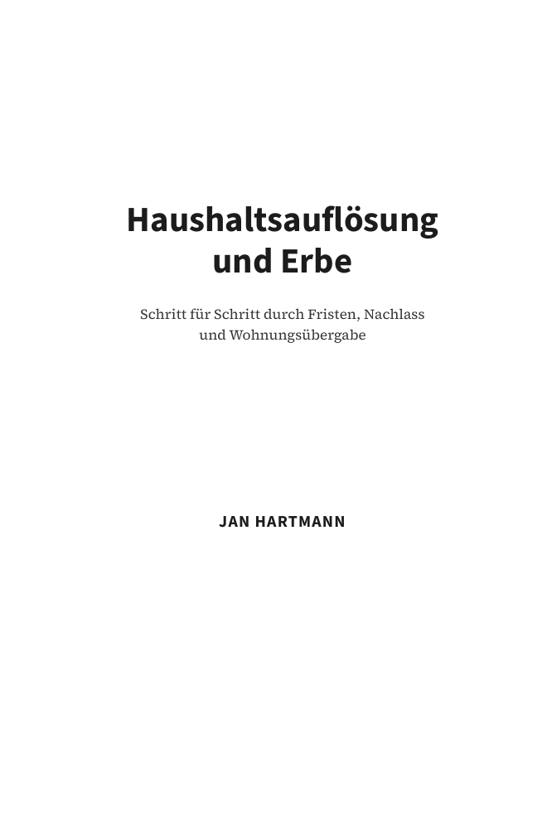 Haushaltsauflösung
und Erbe
Schritt für Schritt durch Fristen, Nachlass
und Wohnungsübergabe
JAN HARTMANN